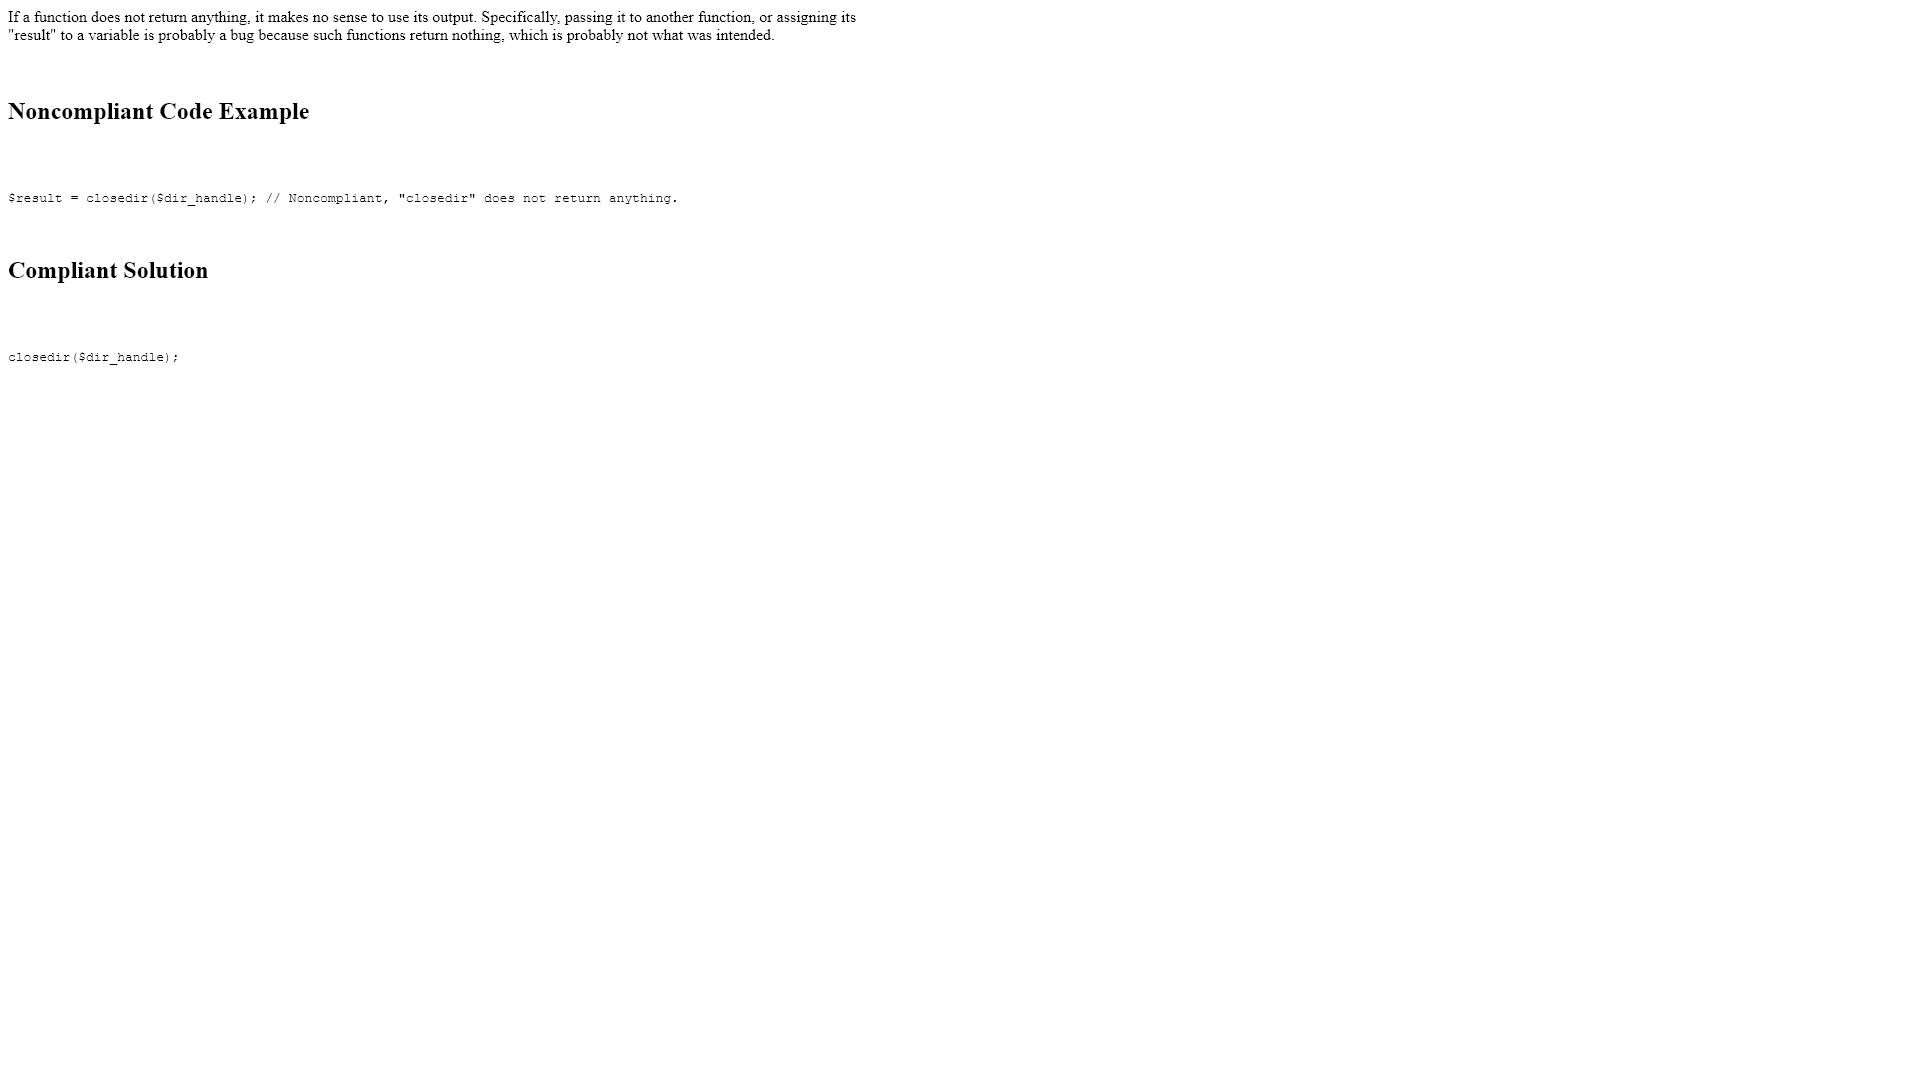 If a function does not return anything, it makes no sense to use its output. Specifically, passing it to another function, or assigning its
"result" to a variable is probably a bug because such functions return nothing, which is probably not what was intended.
Noncompliant Code Example
$result = closedir($dir_handle); // Noncompliant, "closedir" does not return anything.
Compliant Solution
closedir($dir_handle);